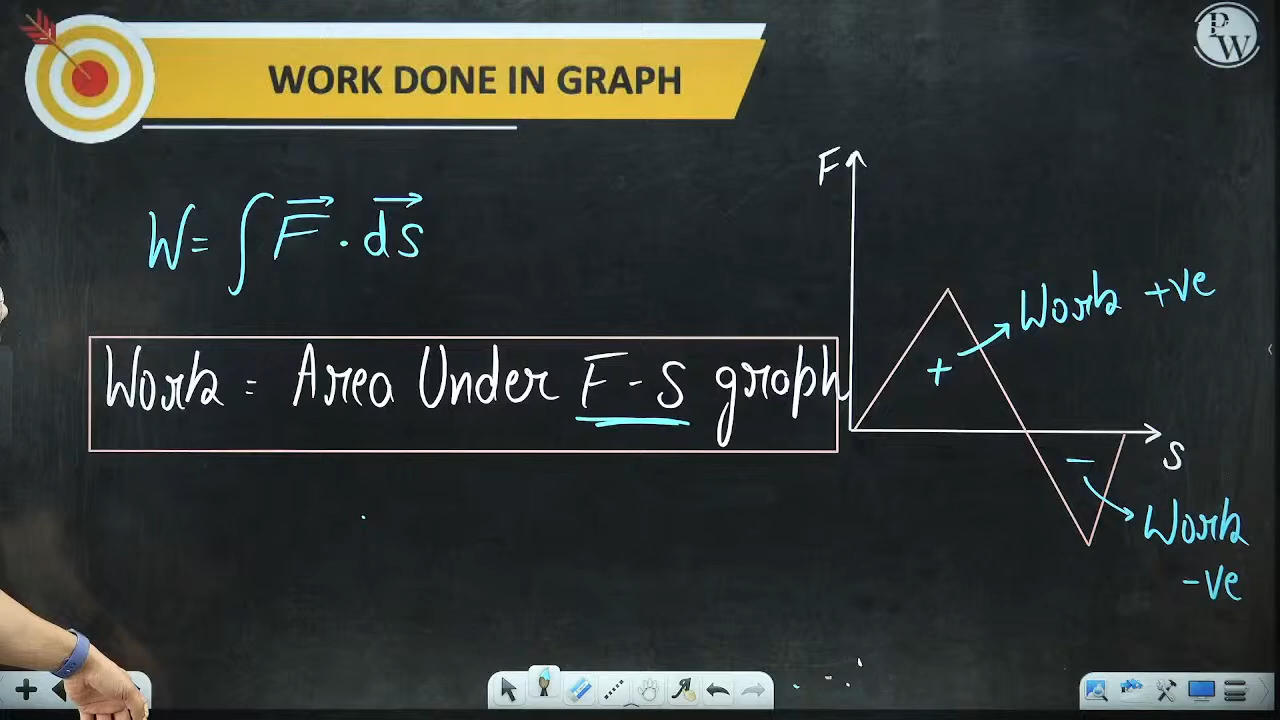 PW
WORK DONE IN GRAPH
W = ∫ F⃗ · ds⃗
Work = Area Under F-S graph
F
+
Work +ve
S
−
Work
-ve